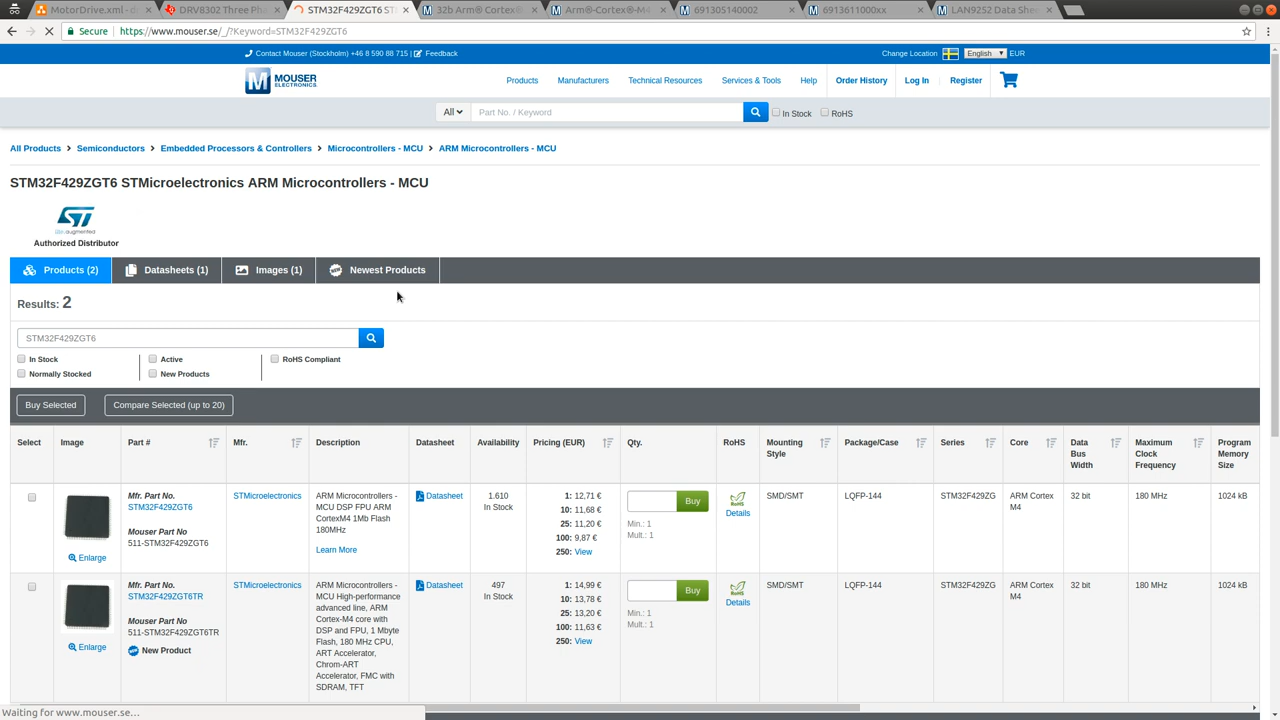 MotorDrive.xml - d
DRV8302 Three Pha
STM32F429ZGT6 ST
32b Arm® Cortex®
Arm®-Cortex®-M4
691305140002
6913611000xx
LAN9252 Data She
Secure
https://www.mouser.se/_/?Keyword=STM32F429ZGT6
Contact Mouser (Stockholm) +46 8 590 88 715 | Feedback
Change Location English EUR
M MOUSER ELECTRONICS
Products Manufacturers Technical Resources Services & Tools Help Order History Log In Register
All Part No. / Keyword In Stock RoHS
All Products Semiconductors Embedded Processors & Controllers Microcontrollers - MCU ARM Microcontrollers - MCU
STM32F429ZGT6 STMicroelectronics ARM Microcontrollers - MCU
ST
life.augmented
Authorized Distributor
Products (2) Datasheets (1) Images (1) Newest Products
Results: 2
STM32F429ZGT6
In Stock Active RoHS Compliant
Normally Stocked New Products
Buy Selected Compare Selected (up to 20)
Select Image Part # Mfr. Description Datasheet Availability Pricing (EUR) Qty. RoHS Mounting Style Package/Case Series Core Data Bus Width Maximum Clock Frequency Program Memory Size
Enlarge
Mfr. Part No.
STM32F429ZGT6
Mouser Part No
511-STM32F429ZGT6
STMicroelectronics
ARM Microcontrollers -
MCU DSP FPU ARM
CortexM4 1Mb Flash
180MHz
Learn More
Datasheet
1.610
In Stock
1: 12,71 €
10: 11,68 €
25: 11,20 €
100: 9,87 €
250: View
Buy
Min.: 1
Mult.: 1
RoHS
Details
SMD/SMT
LQFP-144
STM32F429ZG
ARM Cortex
M4
32 bit
180 MHz
1024 kB
Enlarge
Mfr. Part No.
STM32F429ZGT6TR
Mouser Part No
511-STM32F429ZGT6TR
New Product
STMicroelectronics
ARM Microcontrollers -
MCU High-performance
advanced line, ARM
Cortex-M4 core with
DSP and FPU, 1 Mbyte
Flash, 180 MHz CPU,
ART Accelerator,
Chrom-ART
Accelerator, FMC with
SDRAM, TFT
Datasheet
497
In Stock
1: 14,99 €
10: 13,78 €
25: 13,20 €
100: 11,63 €
250: View
Buy
Min.: 1
Mult.: 1
RoHS
Details
SMD/SMT
LQFP-144
STM32F429ZG
ARM Cortex
M4
32 bit
180 MHz
1024 kB
Waiting for www.mouser.se...